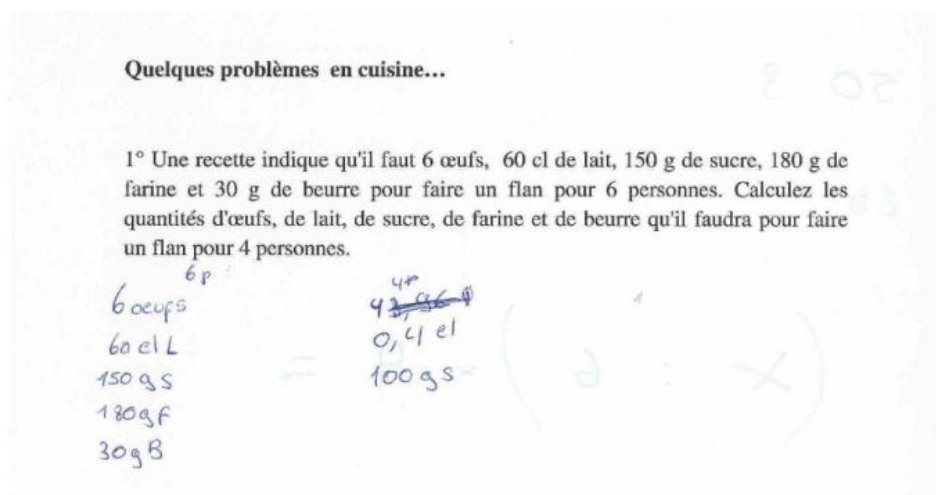 Quelques problèmes en cuisine...
1° Une recette indique qu'il faut 6 œufs, 60 cl de lait, 150 g de sucre, 180 g de
farine et 30 g de beurre pour faire un flan pour 6 personnes. Calculez les
quantités d'œufs, de lait, de sucre, de farine et de beurre qu'il faudra pour faire
un flan pour 4 personnes.
6p 4p
6 oeufs 4
60 cl L 0,4 cl
150 g S 100 g S
180 g F
30 g B